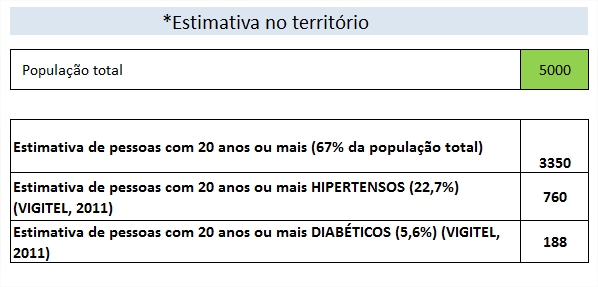 *Estimativa no território
População total 5000
Estimativa de pessoas com 20 anos ou mais (67% da população total) 3350
Estimativa de pessoas com 20 anos ou mais HIPERTENSOS (22,7%)
(VIGITEL, 2011) 760
Estimativa de pessoas com 20 anos ou mais DIABÉTICOS (5,6%) (VIGITEL,
2011) 188